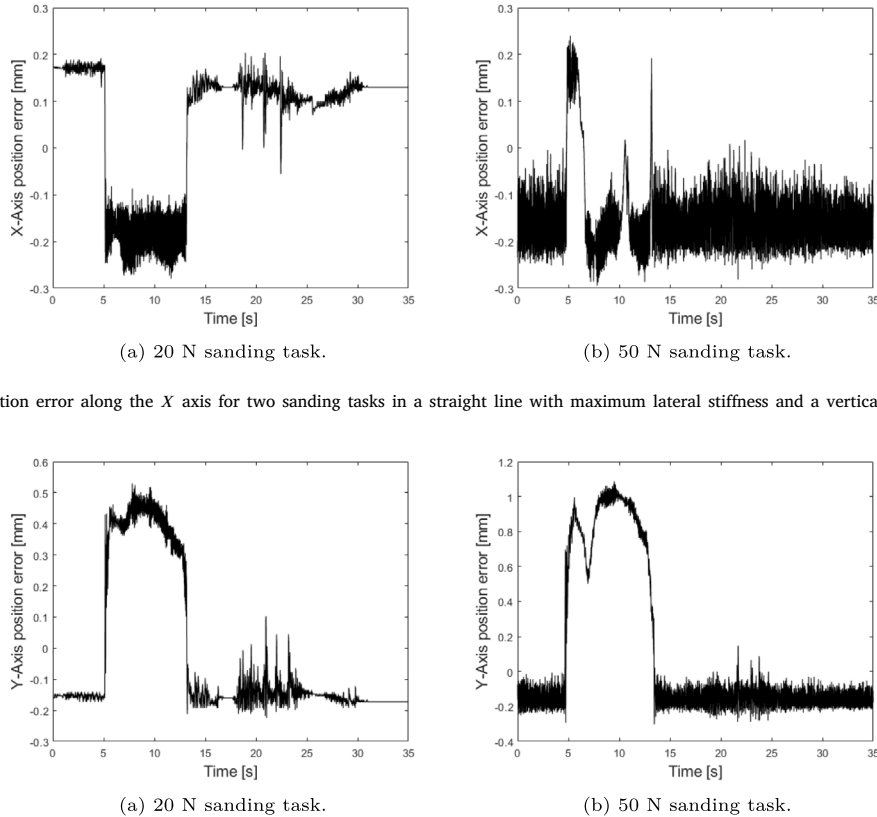 0.3 0.2 0.1 0 -0.1 -0.2 -0.3
X-Axis position error [mm]
0 5 10 15 20 25 30 35
Time [s]
(a) 20 N sanding task.
0.3 0.2 0.1 0 -0.1 -0.2 -0.3
X-Axis position error [mm]
0 5 10 15 20 25 30 35
Time [s]
(b) 50 N sanding task.
error along the X axis for two sanding tasks in a straight line with maximum lateral stiffness and a
0.6 0.5 0.4 0.3 0.2 0.1 0 -0.1 -0.2 -0.3
Y-Axis position error [mm]
0 5 10 15 20 25 30 35
Time [s]
(a) 20 N sanding task.
1.2 1 0.8 0.6 0.4 0.2 0 -0.2 -0.4
Y-Axis position error [mm]
0 5 10 15 20 25 30 35
Time [s]
(b) 50 N sanding task.